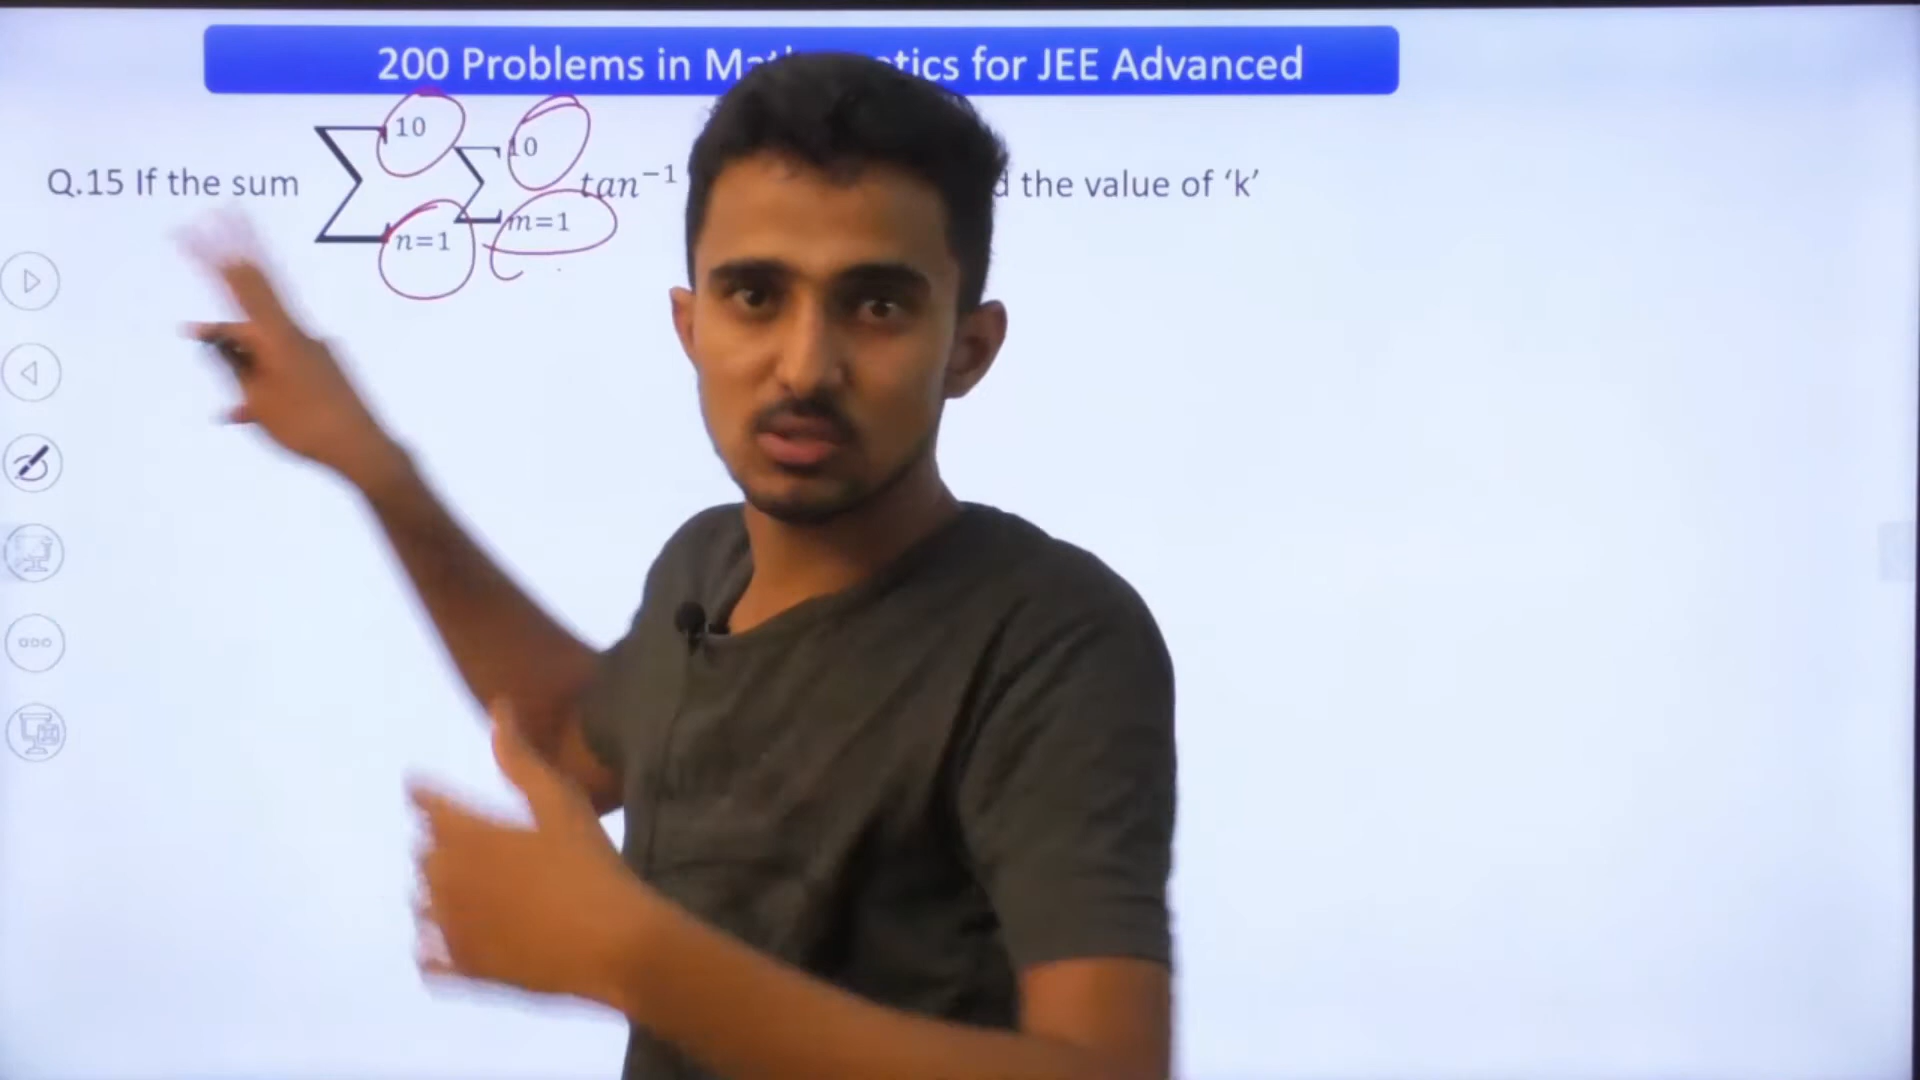 200 Problems in Ma tics for JEE Advanced
Q.15 If the sum ∑ 10 n=1 ∑ 10 m=1 tan⁻¹ the value of ‘k’